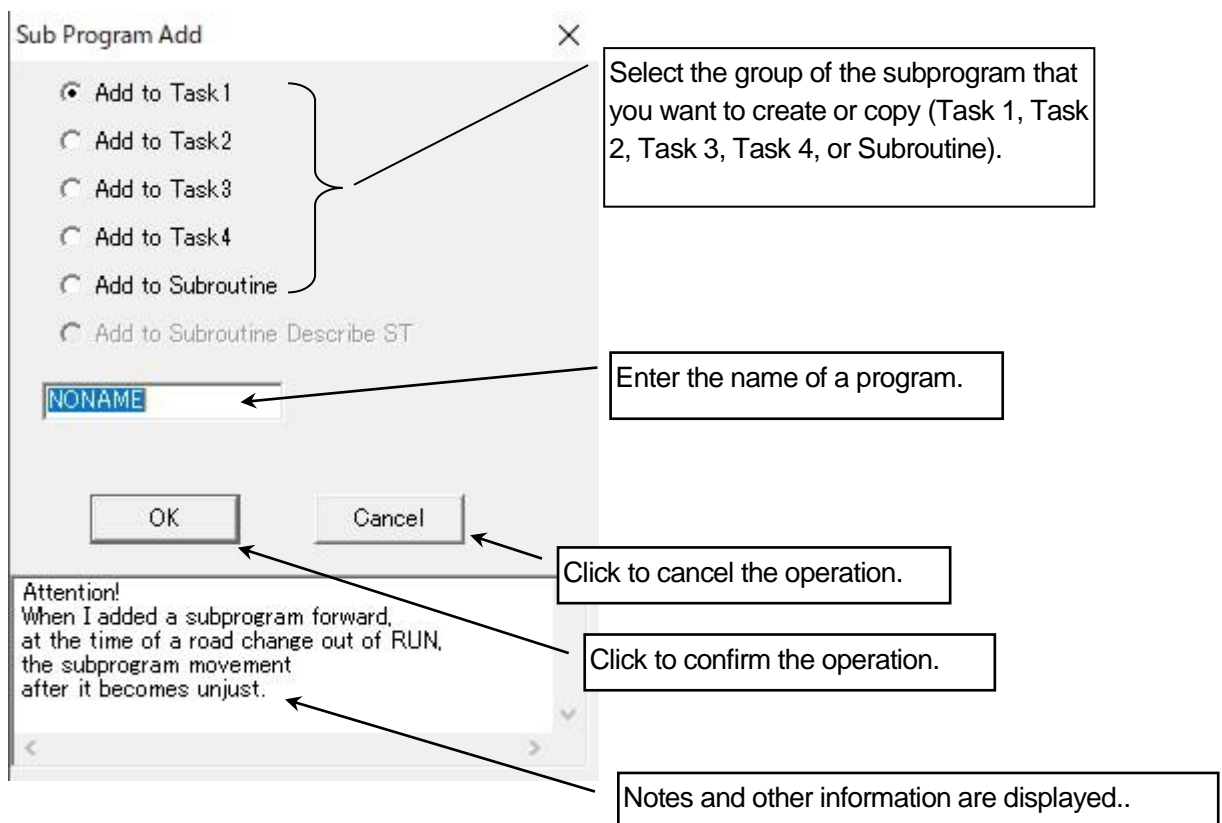 Sub Program Add
Add to Task1
Add to Task2
Add to Task3
Add to Task4
Add to Subroutine
Add to Subroutine Describe ST
NONAME
OK
Cancel
Attention!
When I added a subprogram forward,
at the time of a road change out of RUN,
the subprogram movement
after it becomes unjust.
Select the group of the subprogram that
you want to create or copy (Task 1, Task
2, Task 3, Task 4, or Subroutine).
Enter the name of a program.
Click to cancel the operation.
Click to confirm the operation.
Notes and other information are displayed..